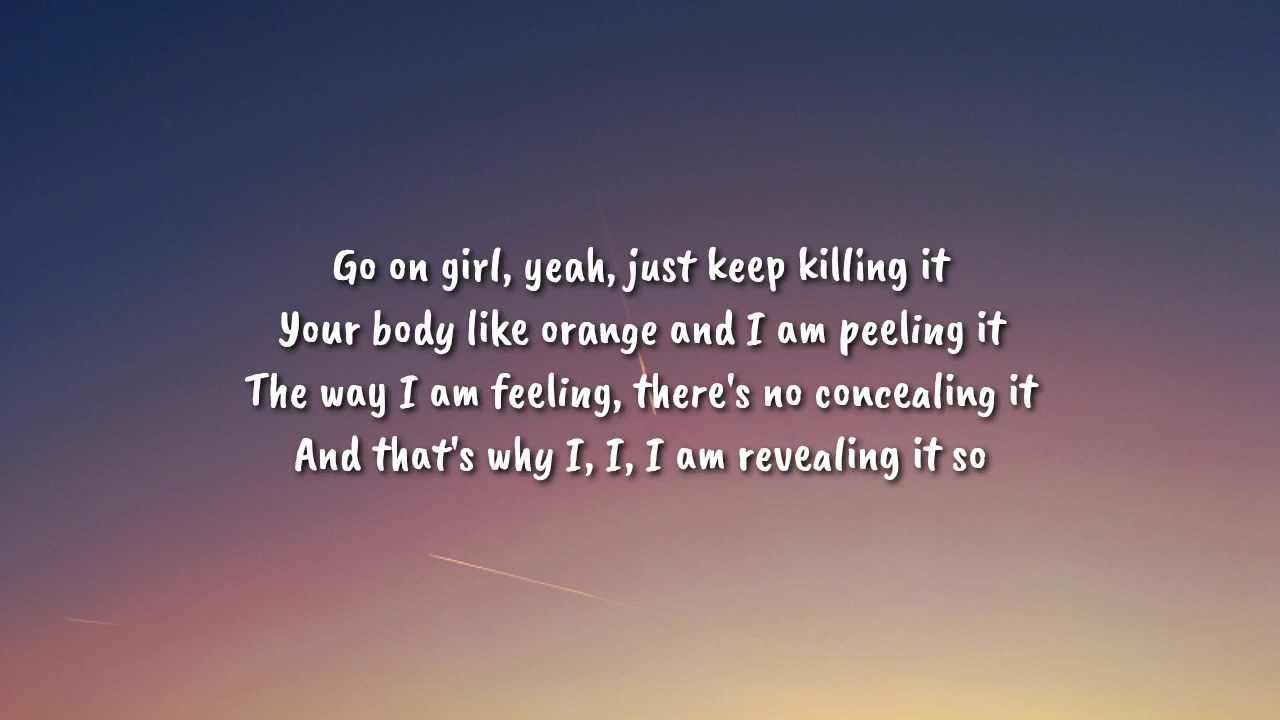 Go on girl, yeah, just keep killing it
Your body like orange and I am peeling it
The way I am feeling, there's no concealing it
And that's why I, I, I am revealing it so